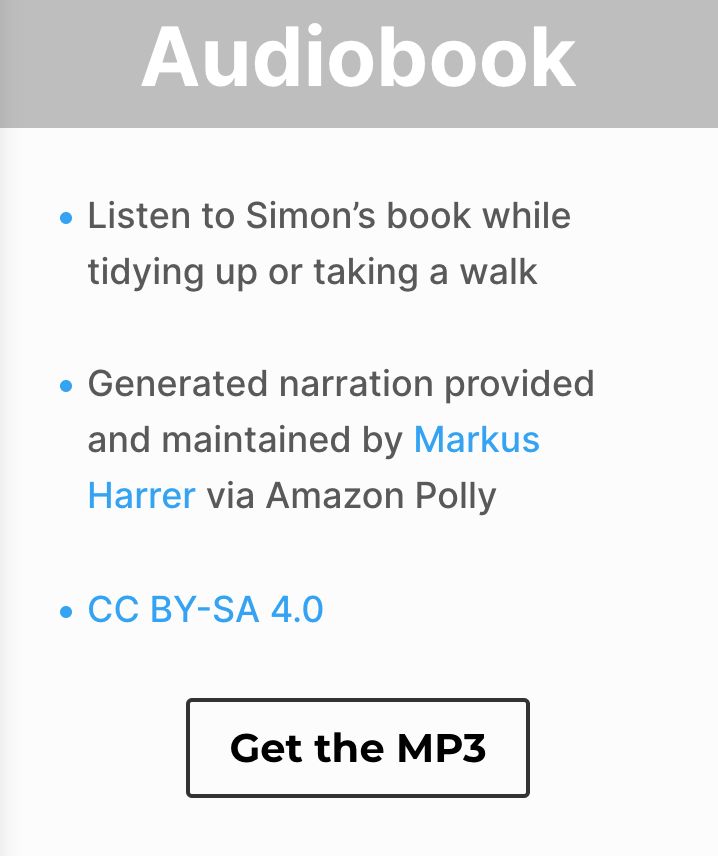 Audiobook
• Listen to Simon’s book while
tidying up or taking a walk
• Generated narration provided
and maintained by Markus
Harrer via Amazon Polly
• CC BY-SA 4.0
Get the MP3